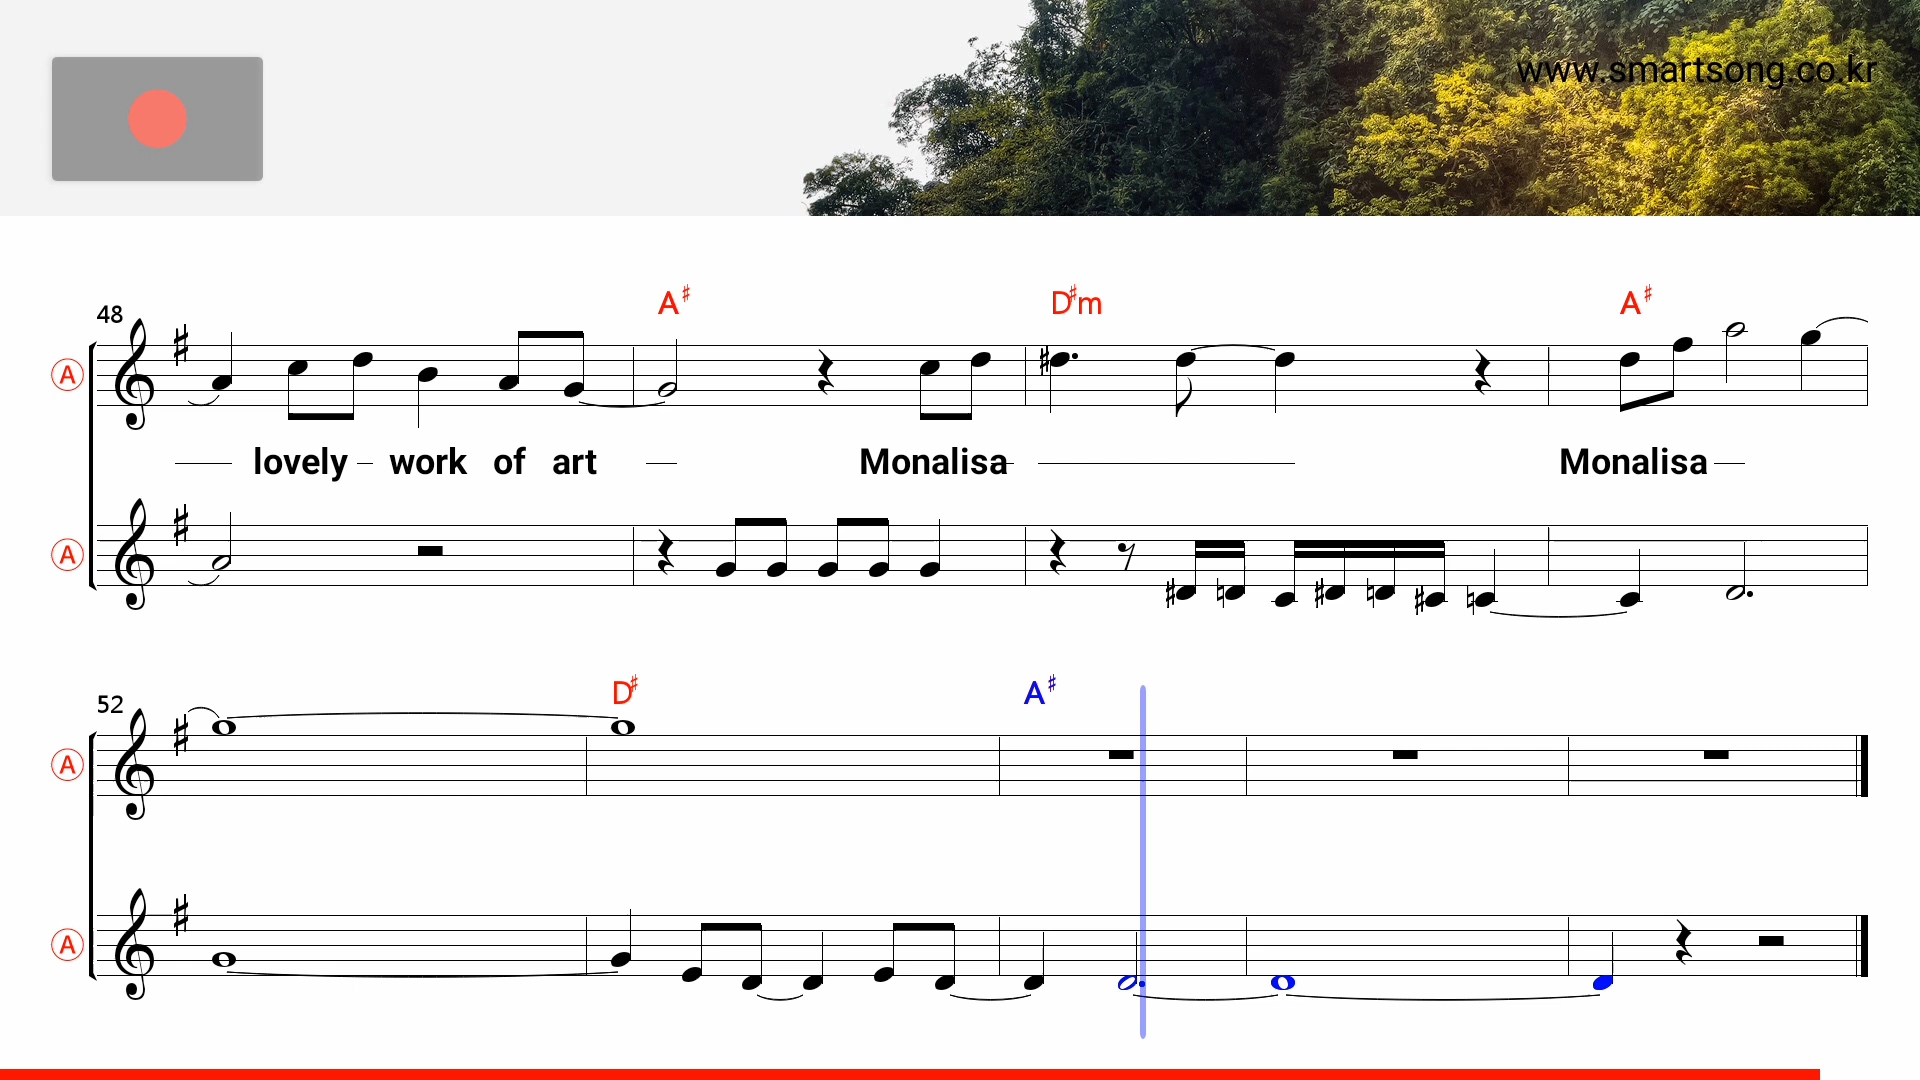 www.smartsong.co.kr
48
A♯ D♯m A♯
A
lovely work of art Monalisa Monalisa
A
52
D♯ A♯
A
A